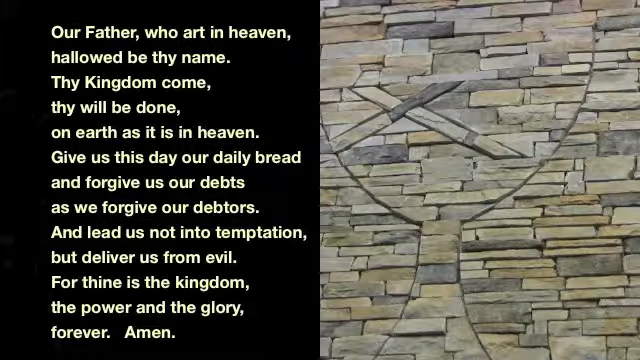 Our Father, who art in heaven,
hallowed be thy name.
Thy Kingdom come,
thy will be done,
on earth as it is in heaven.
Give us this day our daily bread
and forgive us our debts
as we forgive our debtors.
And lead us not into temptation,
but deliver us from evil.
For thine is the kingdom,
the power and the glory,
forever.   Amen.